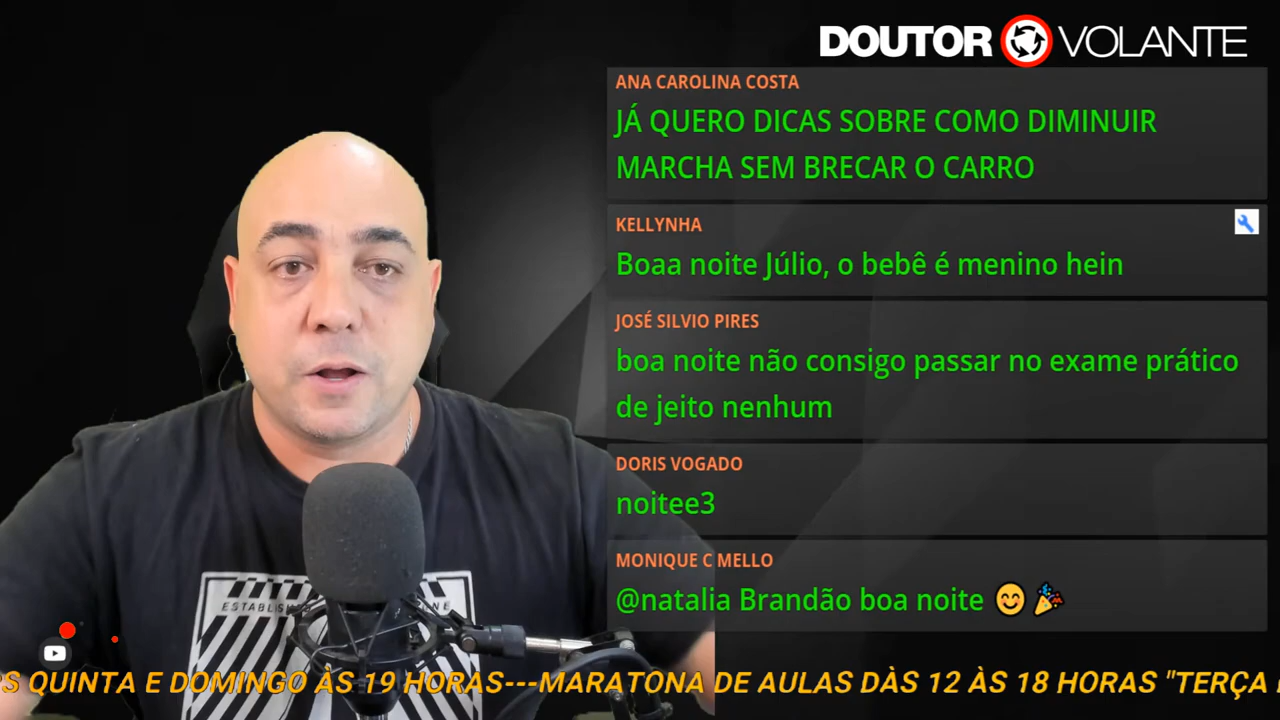 DOUTOR VOLANTE
ANA CAROLINA COSTA
JÁ QUERO DICAS SOBRE COMO DIMINUIR
MARCHA SEM BRECAR O CARRO
KELLYNHA
Boaa noite Júlio, o bebê é menino hein
JOSÉ SILVIO PIRES
boa noite não consigo passar no exame prático
de jeito nenhum
DORIS VOGADO
noitee3
MONIQUE C MELLO
@natalia Brandão boa noite 😊 🎉
QUINTA E DOMINGO ÀS 19 HORAS---MARATONA DE AULAS DÀS 12 ÀS 18 HORAS "TERÇA